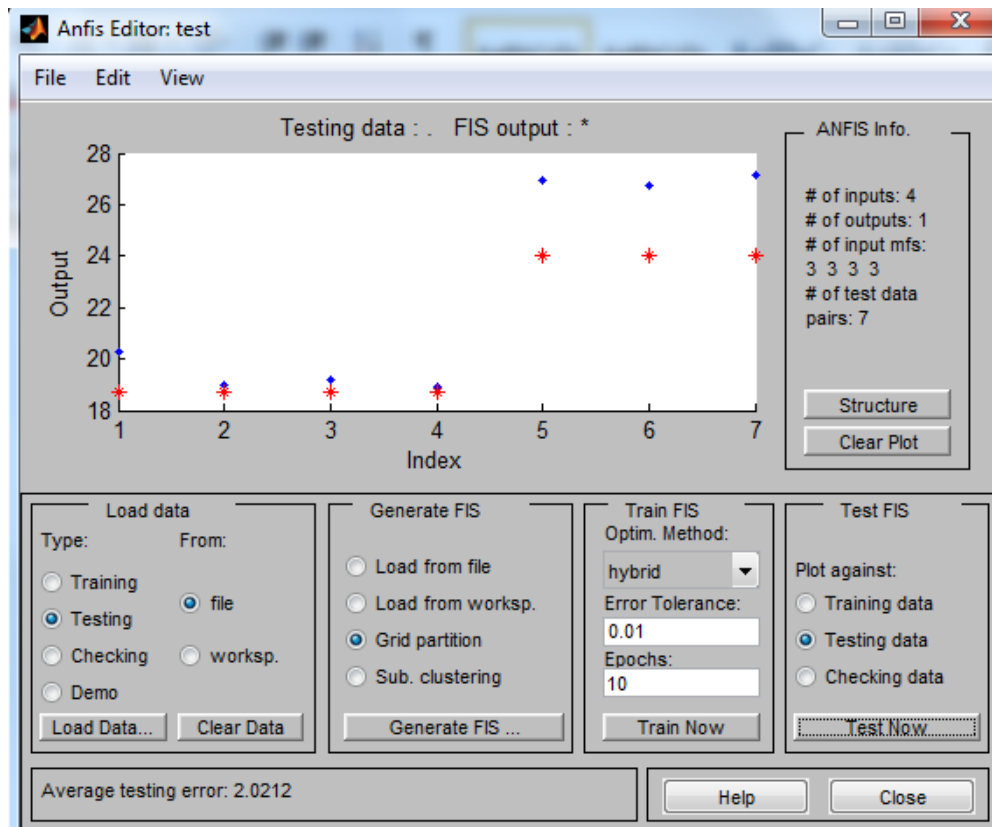 Anfis Editor: test
File Edit View
Testing data : . FIS output : *
28
26
24
22
20
18
Output
1 2 3 4 5 6 7
Index
ANFIS Info.
# of inputs: 4
# of outputs: 1
# of input mfs:
3 3 3 3
# of test data
pairs: 7
Structure
Clear Plot
Load data
Type: From:
Training
Testing
Checking
Demo
file
worksp.
Load Data... Clear Data
Generate FIS
Load from file
Load from worksp.
Grid partition
Sub. clustering
Generate FIS ...
Train FIS
Optim. Method:
hybrid
Error Tolerance:
0.01
Epochs:
10
Train Now
Test FIS
Plot against:
Training data
Testing data
Checking data
Test Now
Average testing error: 2.0212
Help Close